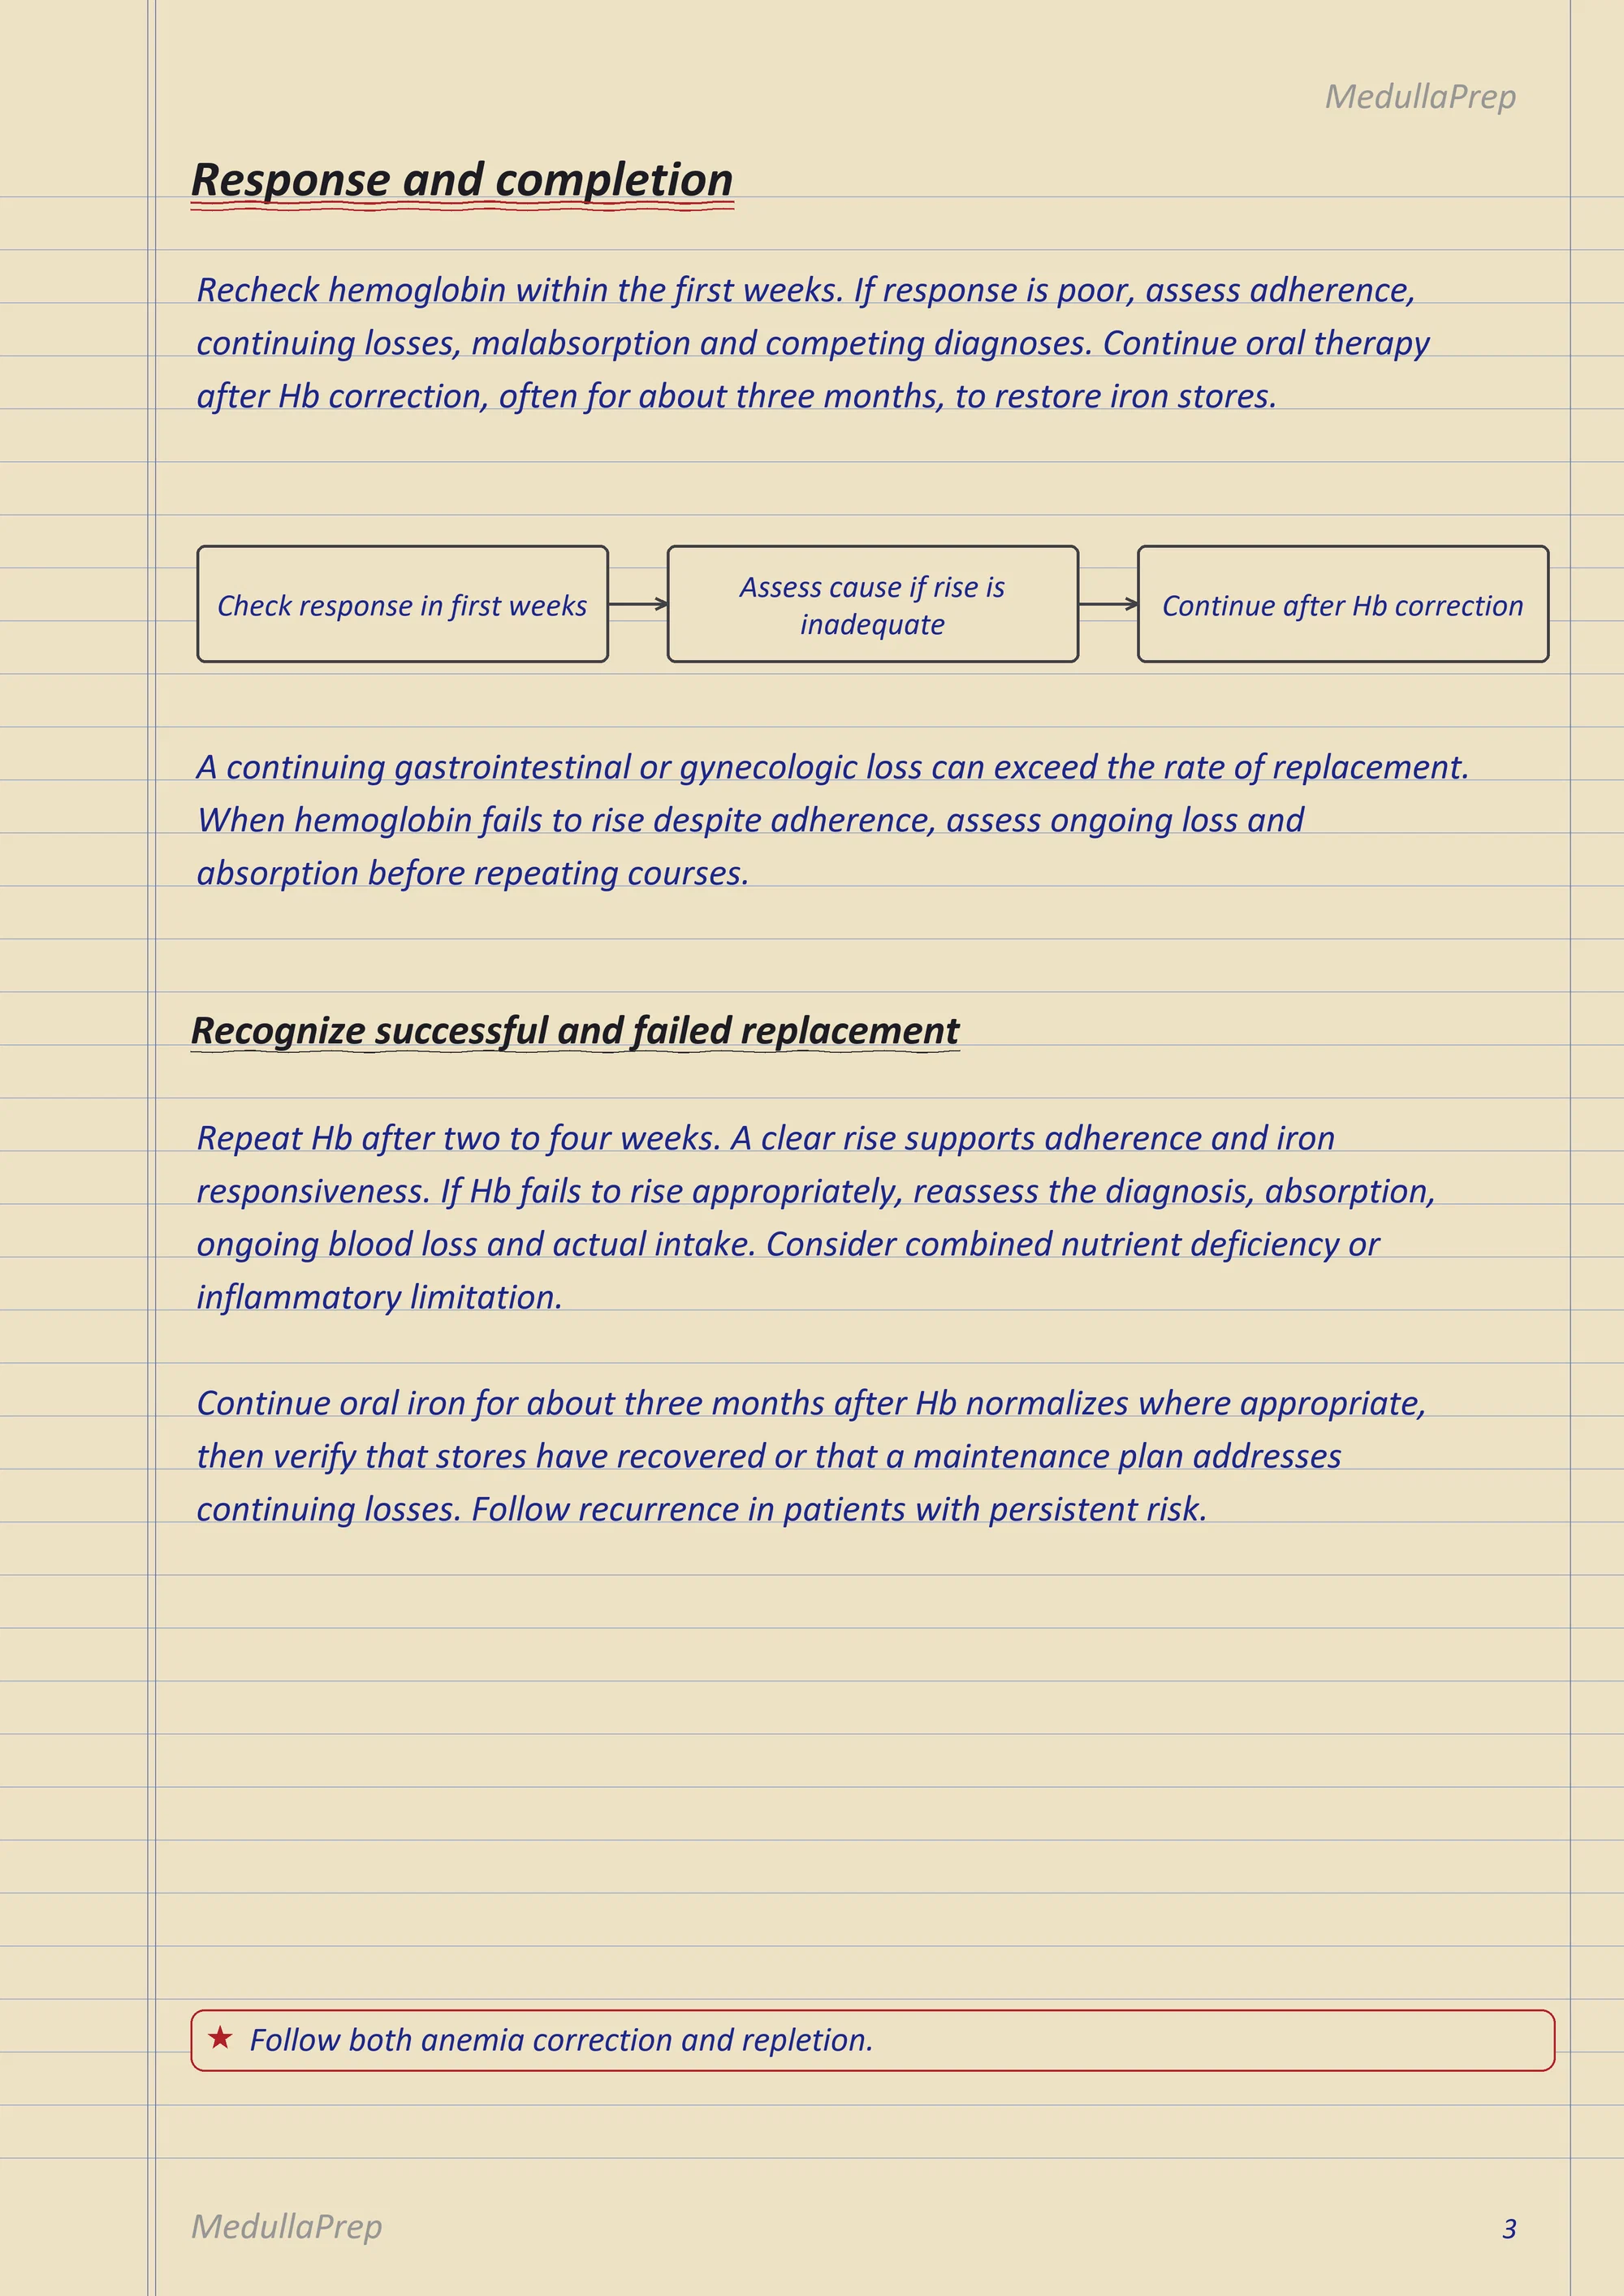 MedullaPrep
Response and completion
Recheck hemoglobin within the first weeks. If response is poor, assess adherence,
continuing losses, malabsorption and competing diagnoses. Continue oral therapy
after Hb correction, often for about three months, to restore iron stores.
Check response in first weeks
Assess cause if rise is
inadequate
Continue after Hb correction
A continuing gastrointestinal or gynecologic loss can exceed the rate of replacement.
When hemoglobin fails to rise despite adherence, assess ongoing loss and
absorption before repeating courses.
Recognize successful and failed replacement
Repeat Hb after two to four weeks. A clear rise supports adherence and iron
responsiveness. If Hb fails to rise appropriately, reassess the diagnosis, absorption,
ongoing blood loss and actual intake. Consider combined nutrient deficiency or
inflammatory limitation.
Continue oral iron for about three months after Hb normalizes where appropriate,
then verify that stores have recovered or that a maintenance plan addresses
continuing losses. Follow recurrence in patients with persistent risk.
★ Follow both anemia correction and repletion.
MedullaPrep
3